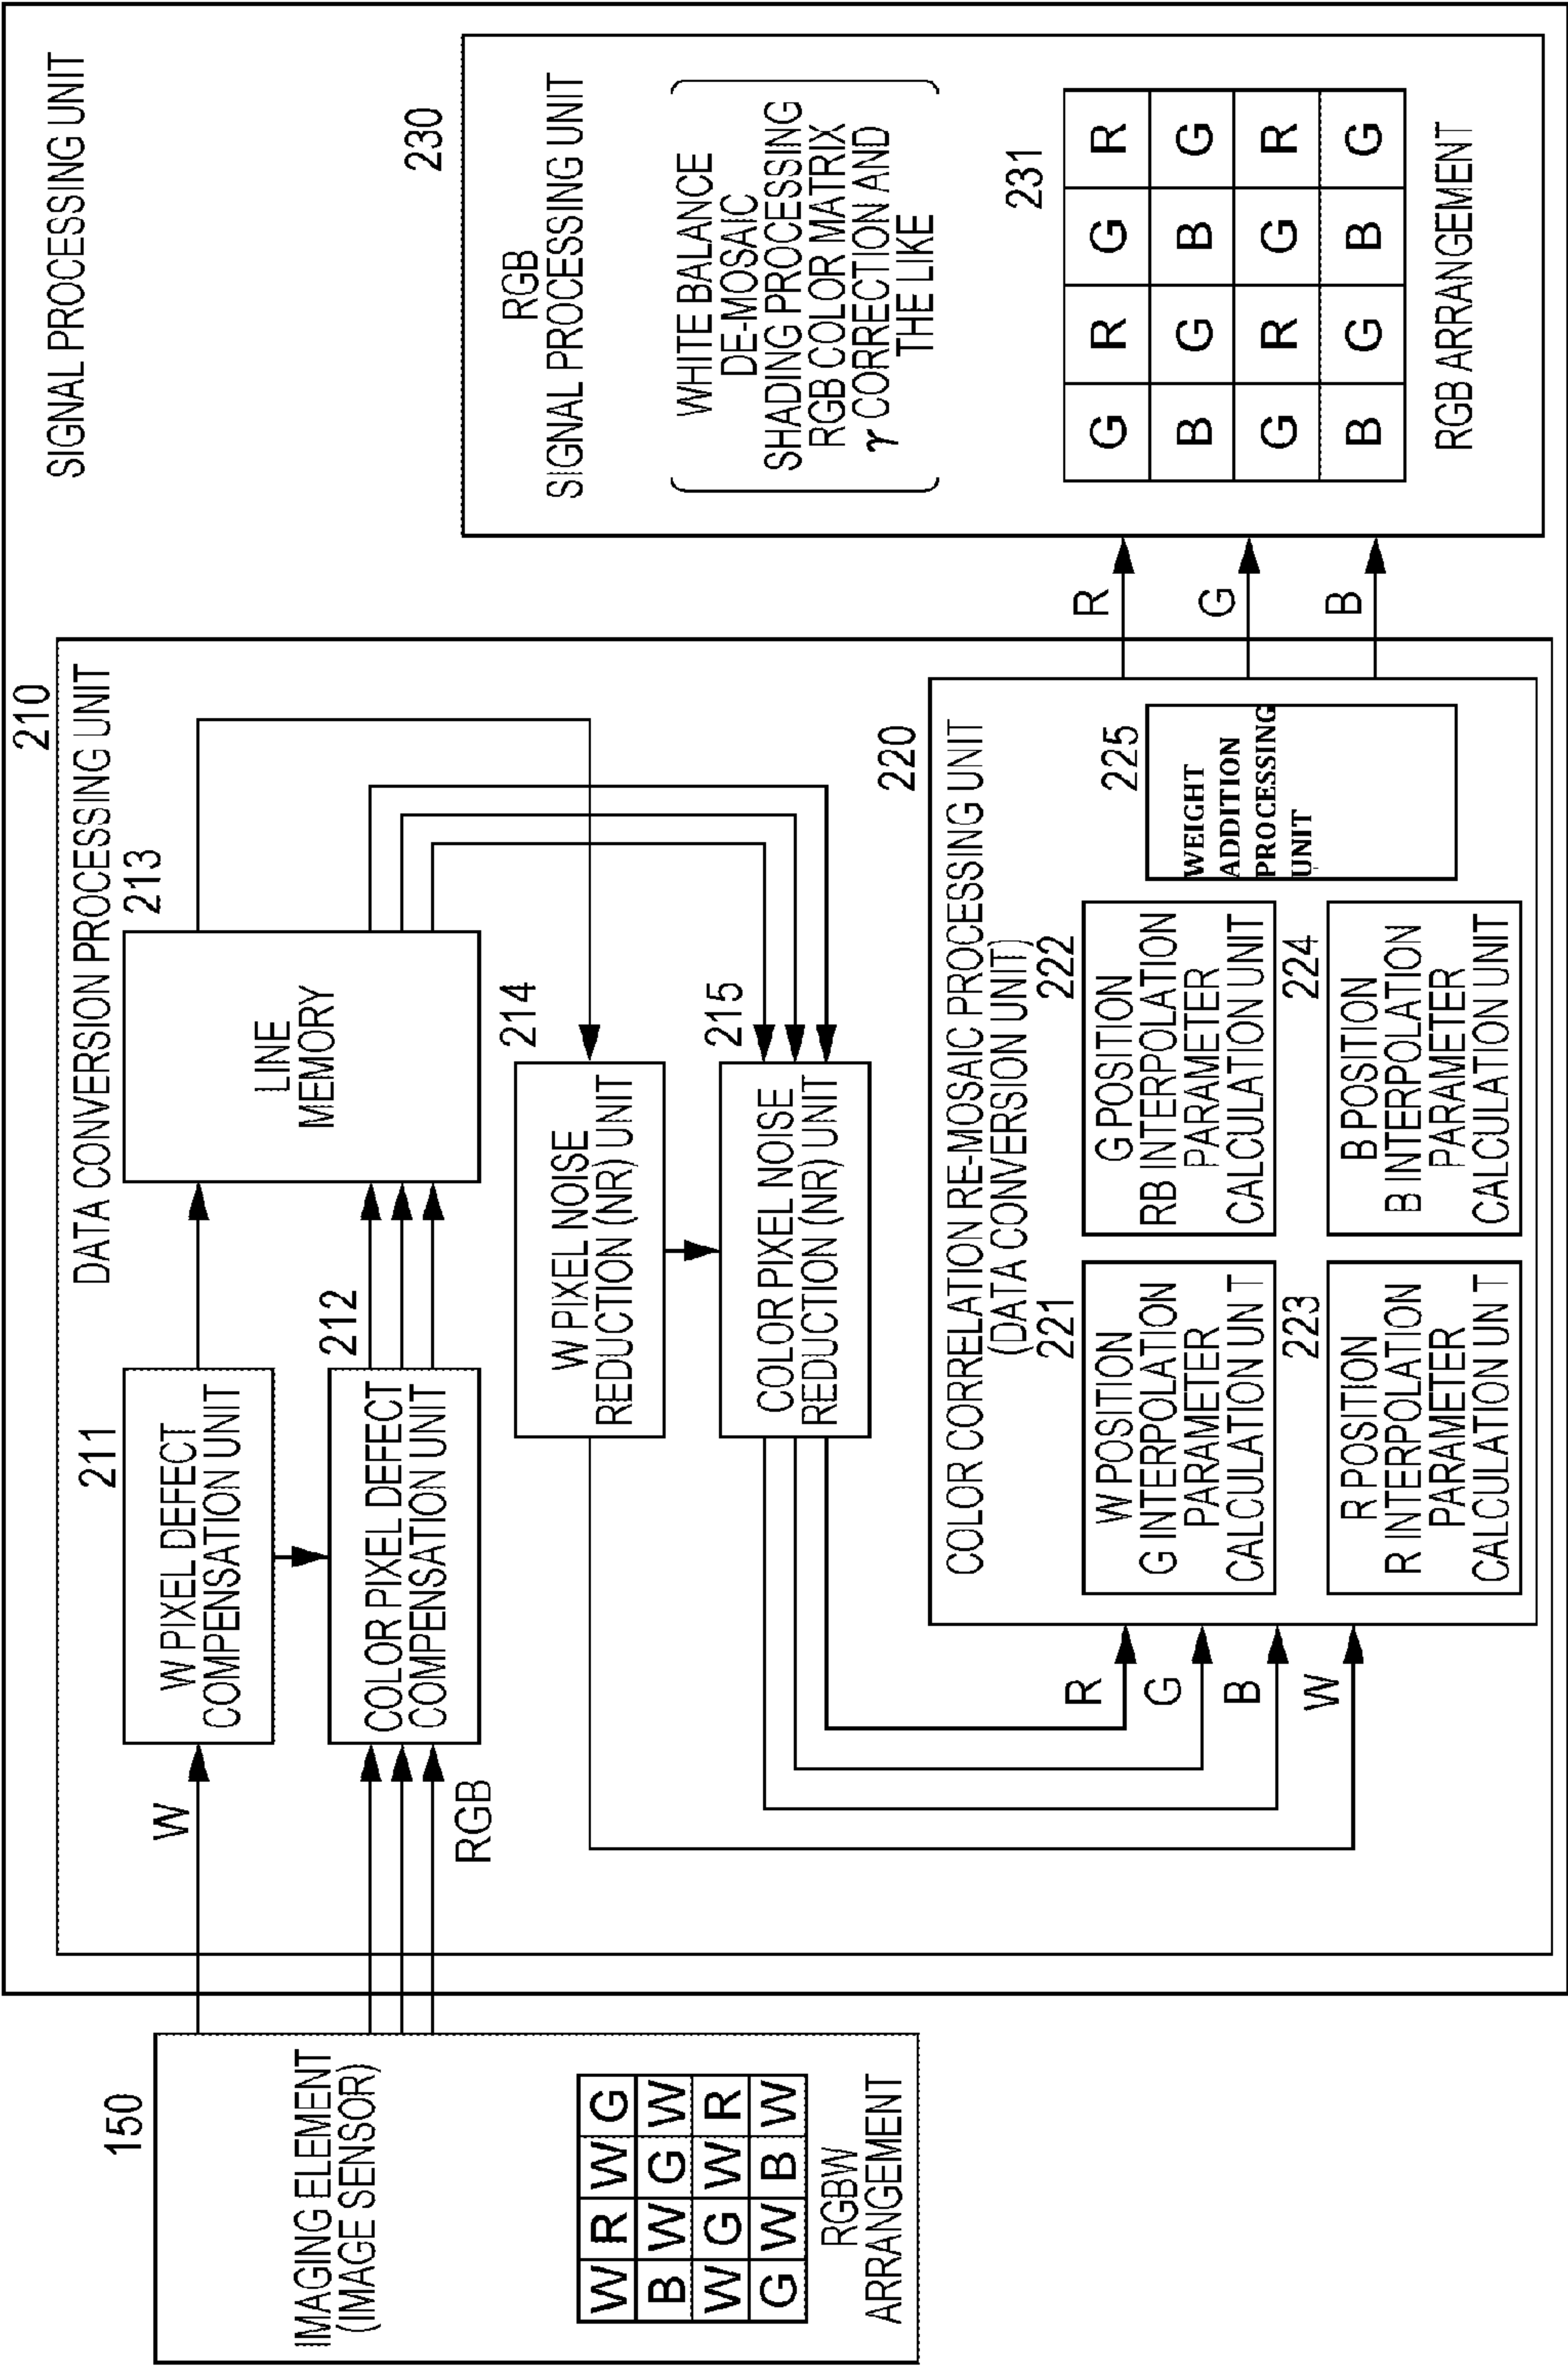 SIGNAL PROCESSING UNIT
150
IMAGING ELEMENT
(IMAGE SENSOR)
W R W G
B W G W
W G W R
G W B W
RGBW
ARRANGEMENT
W
RGB
210
DATA CONVERSION PROCESSING UNIT
211
W PIXEL DEFECT
COMPENSATION UNIT
212
COLOR PIXEL DEFECT
COMPENSATION UNIT
213
LINE
MEMORY
214
W PIXEL NOISE
REDUCTION (NR) UNIT
215
COLOR PIXEL NOISE
REDUCTION (NR) UNIT
R
G
B
W
220
COLOR CORRELATION RE-MOSAIC PROCESSING UNIT
(DATA CONVERSION UNIT)
221
W POSITION
G INTERPOLATION
PARAMETER
CALCULATION UN T
222
G POSITION
RB INTERPOLATION
PARAMETER
CALCULATION UNIT
223
R POSITION
R INTERPOLATION
PARAMETER
CALCULATION UN T
224
B POSITION
B INTERPOLATION
PARAMETER
CALCULATION UNIT
225
WEIGHT
ADDITION
PROCESSING
UNIT
R
G
B
230
RGB
SIGNAL PROCESSING UNIT
WHITE BALANCE
DE-MOSAIC
SHADING PROCESSING
RGB COLOR MATRIX
γ CORRECTION AND
THE LIKE
231
G R G R
B G B G
G R G R
B G B G
RGB ARRANGEMENT